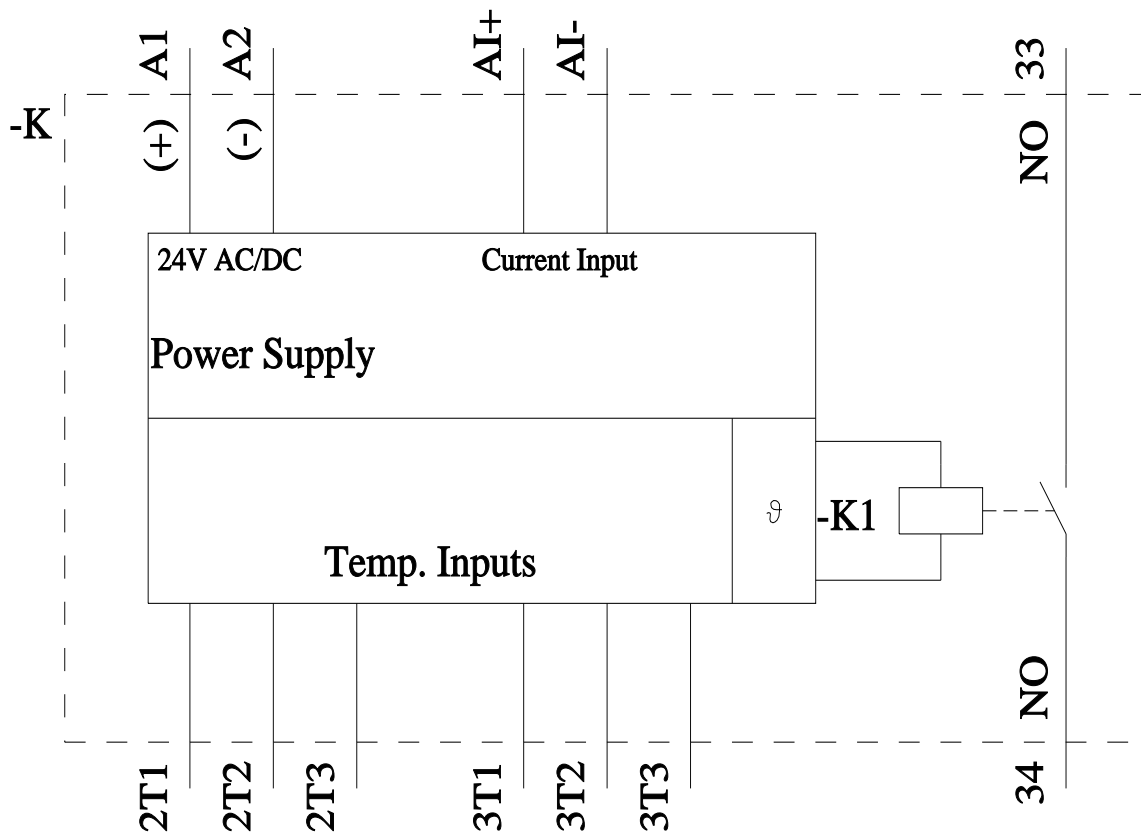 A1
A2
AI+
AI-
33
-K
(+)
(-)
NO
24V AC/DC
Current Input
Power Supply
ϑ
-K1
Temp. Inputs
NO
2T1
2T2
2T3
3T1
3T2
3T3
34